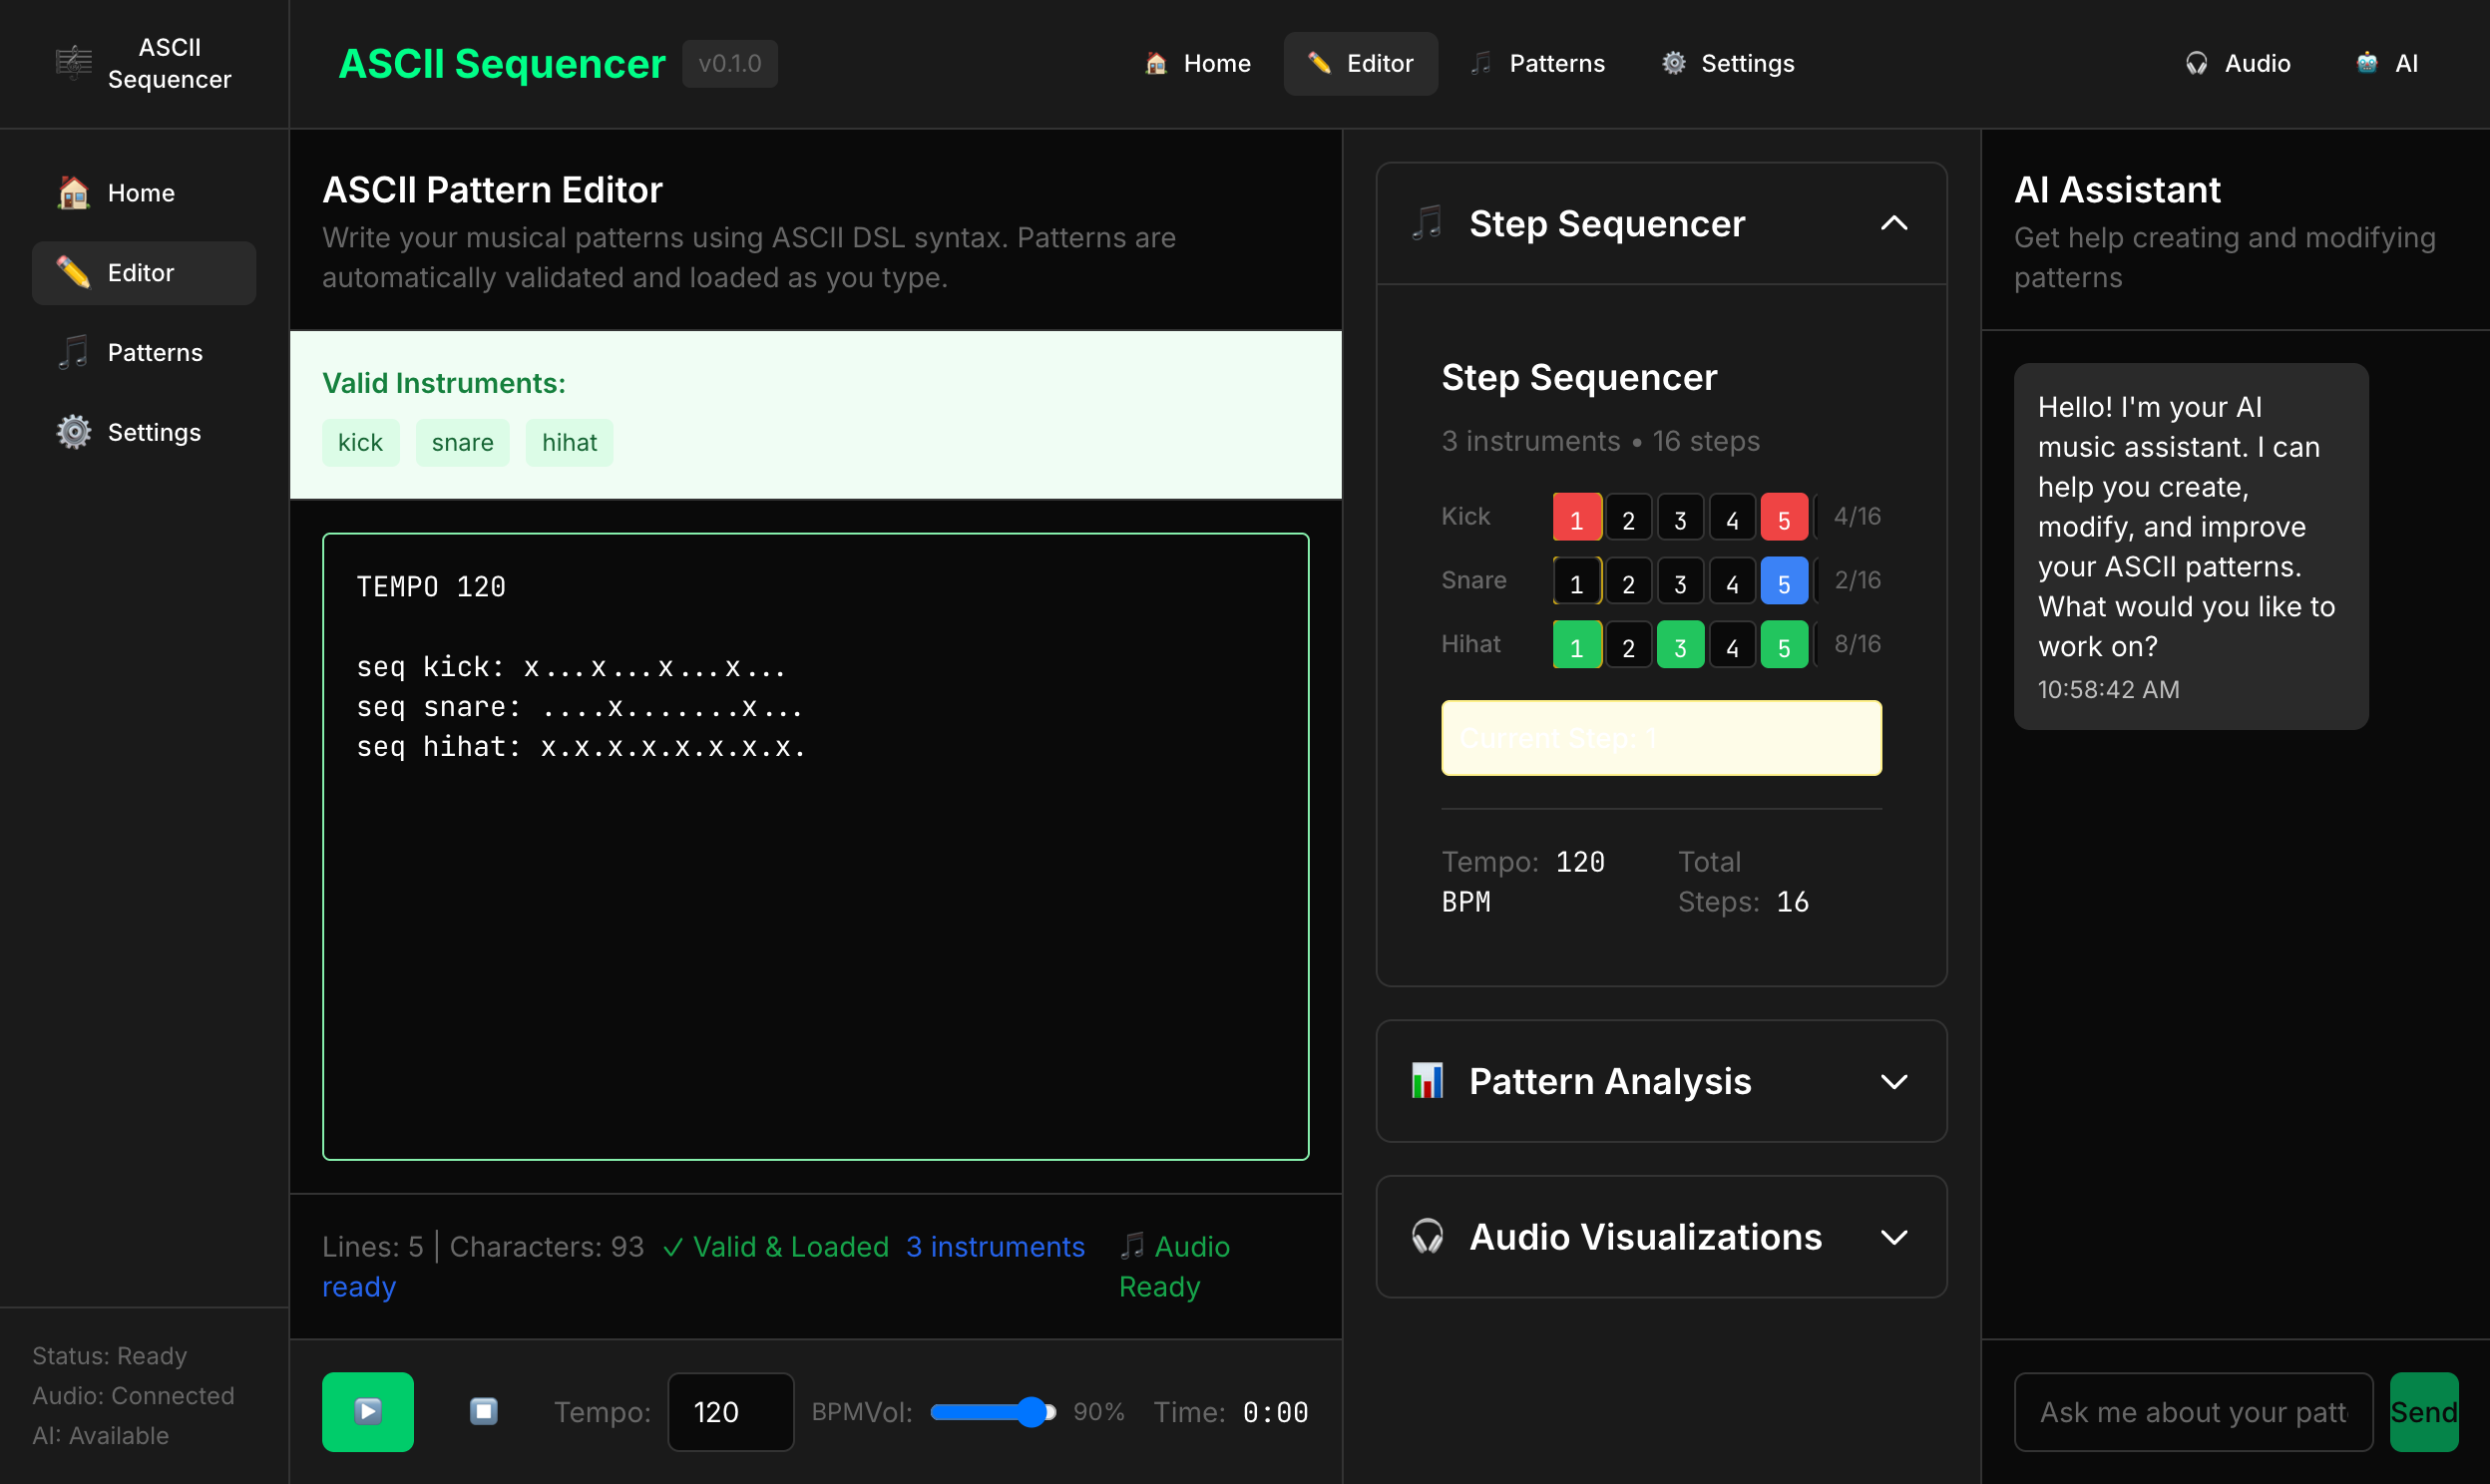 ASCII
Sequencer
ASCII Sequencer v0.1.0
Home
Editor
Patterns
Settings
Audio
AI
Home
Editor
Patterns
Settings
Status: Ready
Audio: Connected
AI: Available
ASCII Pattern Editor
Write your musical patterns using ASCII DSL syntax. Patterns are
automatically validated and loaded as you type.
Valid Instruments:
kick snare hihat
TEMPO 120
seq kick: x...x...x...x...
seq snare: ....x.......x...
seq hihat: x.x.x.x.x.x.x.x.
Lines: 5 | Characters: 93 ✓ Valid & Loaded 3 instruments
ready
Audio
Ready
Tempo: 120 BPM Vol: 90% Time: 0:00
Step Sequencer
Step Sequencer
3 instruments • 16 steps
Kick 1 2 3 4 5 4/16
Snare 1 2 3 4 5 2/16
Hihat 1 2 3 4 5 8/16
Current Step: 1
Tempo: 120
BPM
Total
Steps: 16
Pattern Analysis
Audio Visualizations
AI Assistant
Get help creating and modifying
patterns
Hello! I'm your AI
music assistant. I can
help you create,
modify, and improve
your ASCII patterns.
What would you like to
work on?
10:58:42 AM
Ask me about your patt
Send